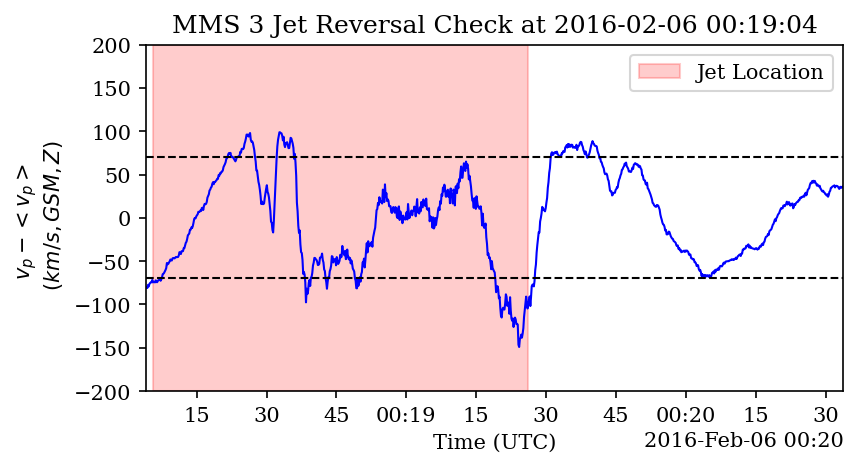 MMS 3 Jet Reversal Check at 2016-02-06 00:19:04
Jet Location
200
150
100
50
0
−50
−100
−150
−200
v_p − <v_p>
(km/s, GSM, Z)
15 30 45 00:19 15 30 45 00:20 15 30
Time (UTC)
2016-Feb-06 00:20